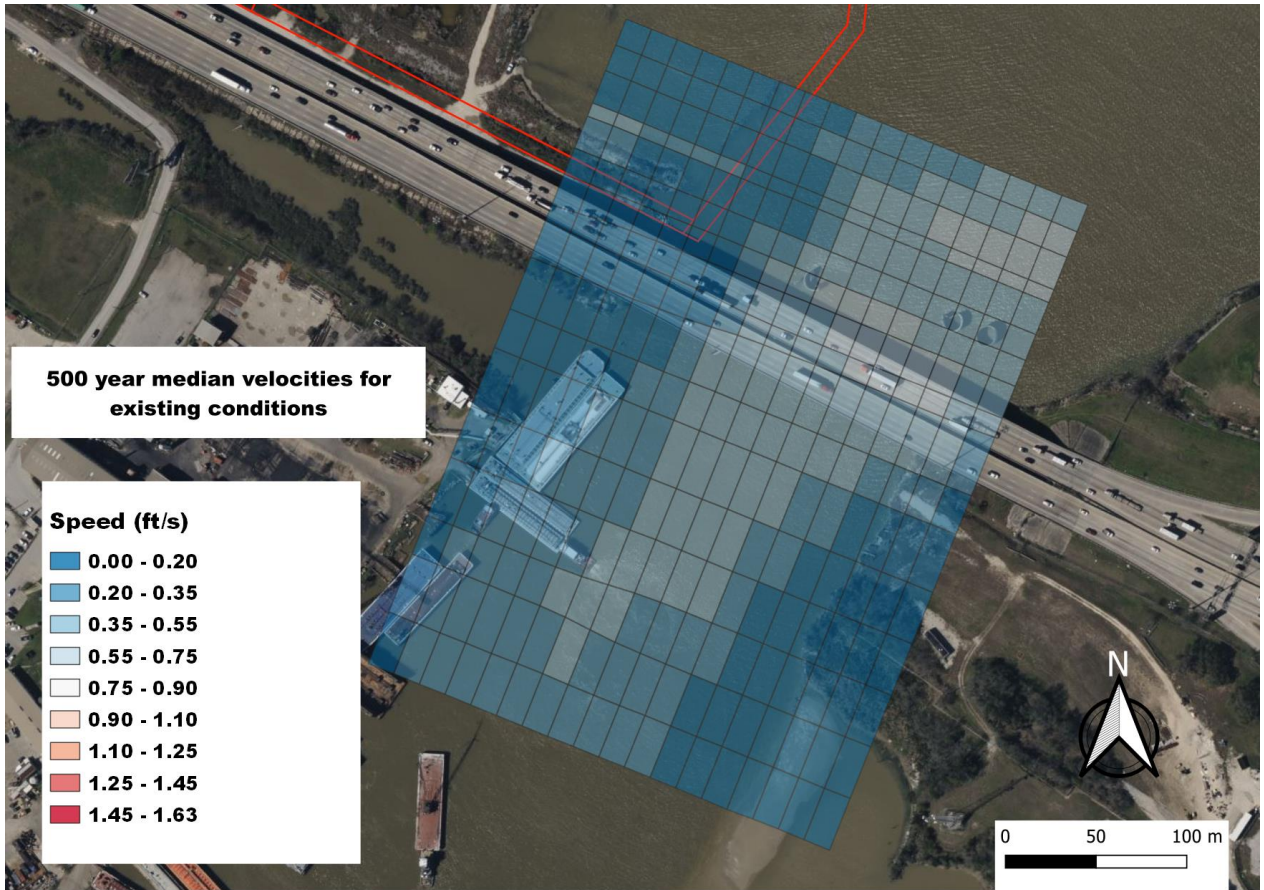 500 year median velocities for
existing conditions
Speed (ft/s)
0.00 - 0.20
0.20 - 0.35
0.35 - 0.55
0.55 - 0.75
0.75 - 0.90
0.90 - 1.10
1.10 - 1.25
1.25 - 1.45
1.45 - 1.63
N
0 50 100 m